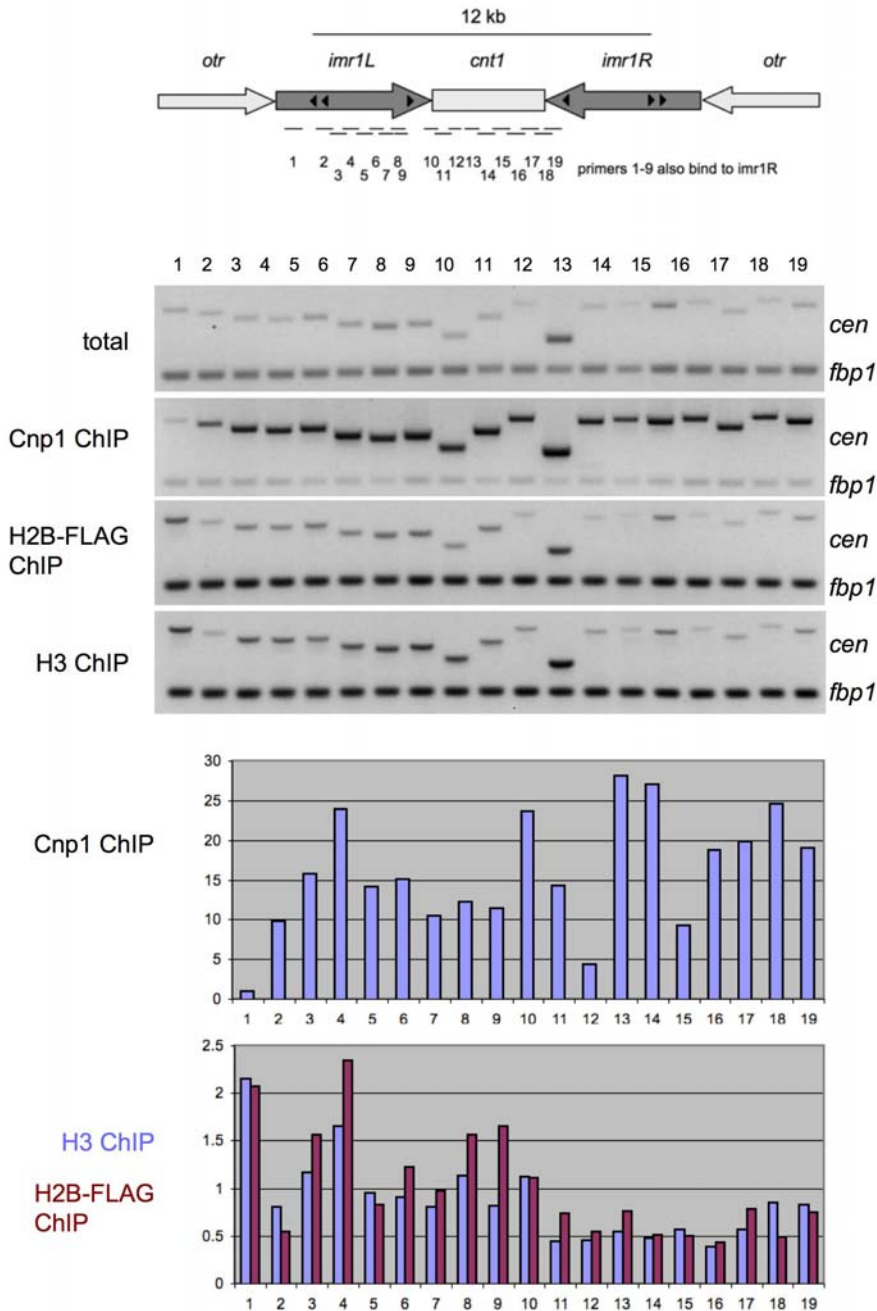 12 kb
otr imr1L cnt1 imr1R otr
1 2 4 6 8 10 12 13 15 17 19
3 5 7 9 11 14 16 18
primers 1-9 also bind to imr1R
1 2 3 4 5 6 7 8 9 10 11 12 13 14 15 16 17 18 19
total
cen
fbp1
Cnp1 ChIP
cen
fbp1
H2B-FLAG
ChIP
cen
fbp1
H3 ChIP
cen
fbp1
Cnp1 ChIP
30
25
20
15
10
5
0
1 2 3 4 5 6 7 8 9 10 11 12 13 14 15 16 17 18 19
H3 ChIP
H2B-FLAG
ChIP
2.5
2
1.5
1
0.5
0
1 2 3 4 5 6 7 8 9 10 11 12 13 14 15 16 17 18 19